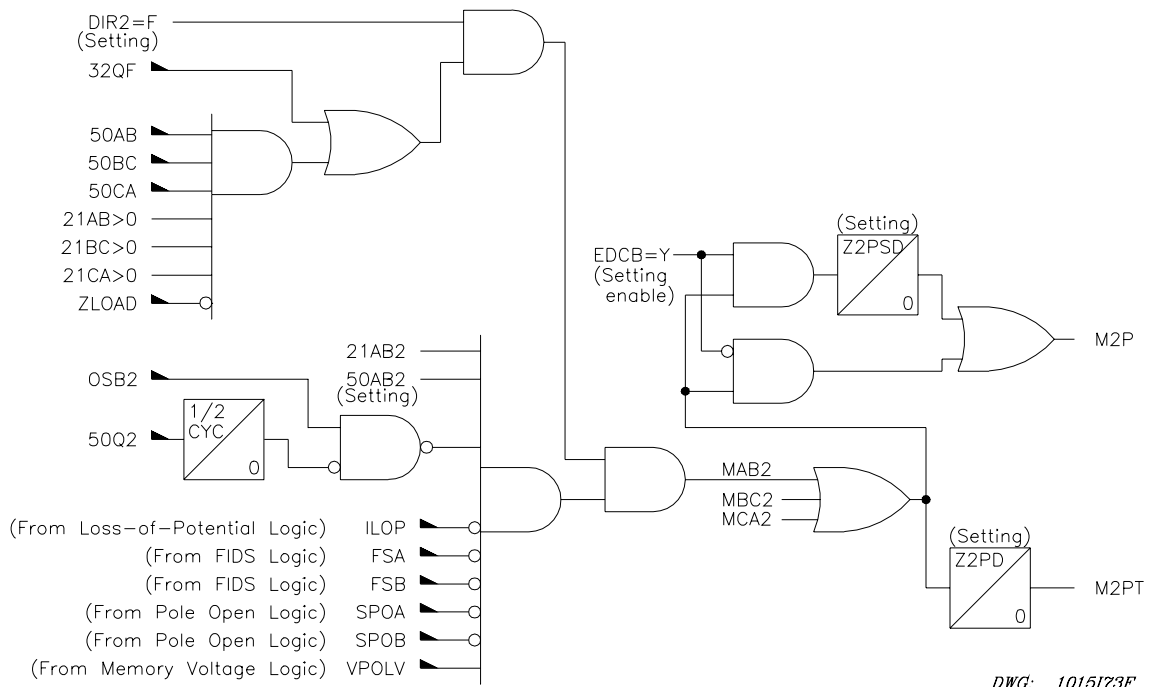 DIR2=F
(Setting)
32QF
50AB
50BC
50CA
21AB>0
21BC>0
21CA>0
ZLOAD
EDCB=Y
(Setting
enable)
(Setting)
Z2PSD
0
M2P
21AB2
OSB2
50AB2
(Setting)
1/2
CYC
0
50Q2
MAB2
MBC2
MCA2
(From Loss-of-Potential Logic) ILOP
(From FIDS Logic) FSA
(From FIDS Logic) FSB
(From Pole Open Logic) SPOA
(From Pole Open Logic) SPOB
(From Memory Voltage Logic) VPOLV
(Setting)
Z2PD
0
M2PT
DWG: 1015I73F